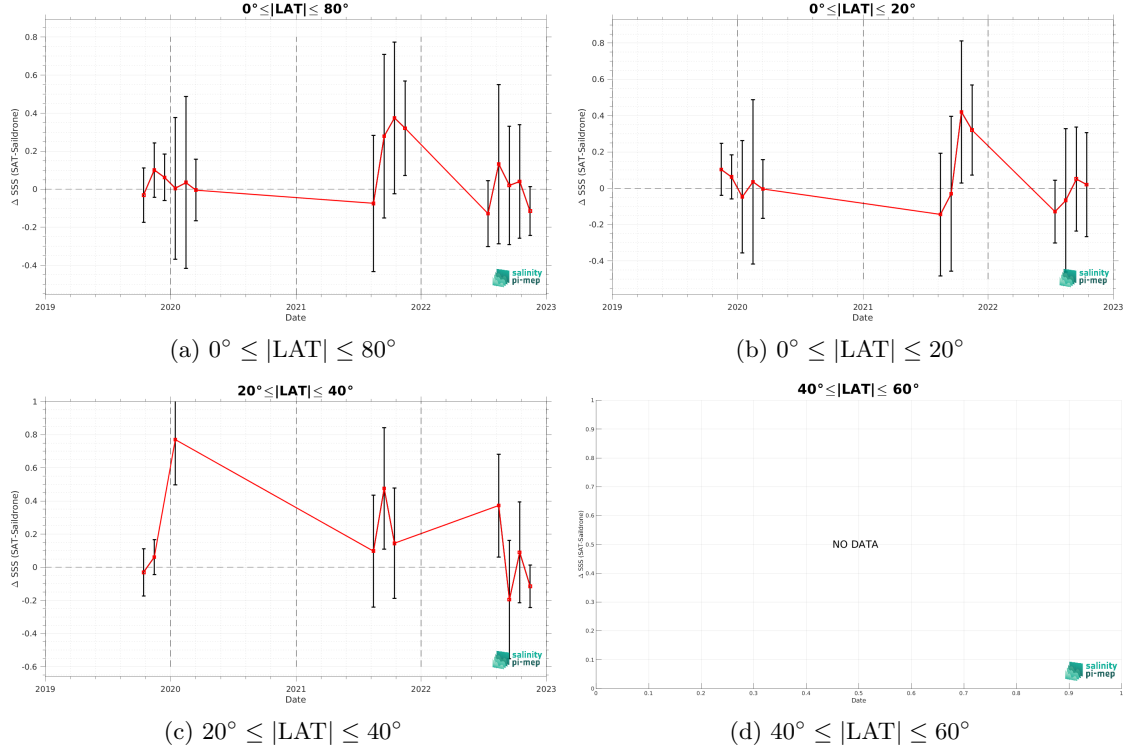 0°≤|LAT|≤ 80°
Δ SSS (SAT-Saildrone)
0.8
0.6
0.4
0.2
0
-0.2
-0.4
2019
2020
2021
2022
2023
Date
salinity
pi-mep
(a) 0° ≤ |LAT| ≤ 80°
0°≤|LAT|≤ 20°
Δ SSS (SAT-Saildrone)
0.8
0.6
0.4
0.2
0
-0.2
-0.4
2019
2020
2021
2022
2023
Date
salinity
pi-mep
(b) 0° ≤ |LAT| ≤ 20°
20°≤|LAT|≤ 40°
Δ SSS (SAT-Saildrone)
1
0.8
0.6
0.4
0.2
0
-0.2
-0.4
-0.6
2019
2020
2021
2022
2023
Date
salinity
pi-mep
(c) 20° ≤ |LAT| ≤ 40°
40°≤|LAT|≤ 60°
Δ SSS (SAT-Saildrone)
1
0.9
0.8
0.7
0.6
0.5
0.4
0.3
0.2
0.1
0
NO DATA
0
0.1
0.2
0.3
0.4
0.5
0.6
0.7
0.8
0.9
1
Date
salinity
pi-mep
(d) 40° ≤ |LAT| ≤ 60°